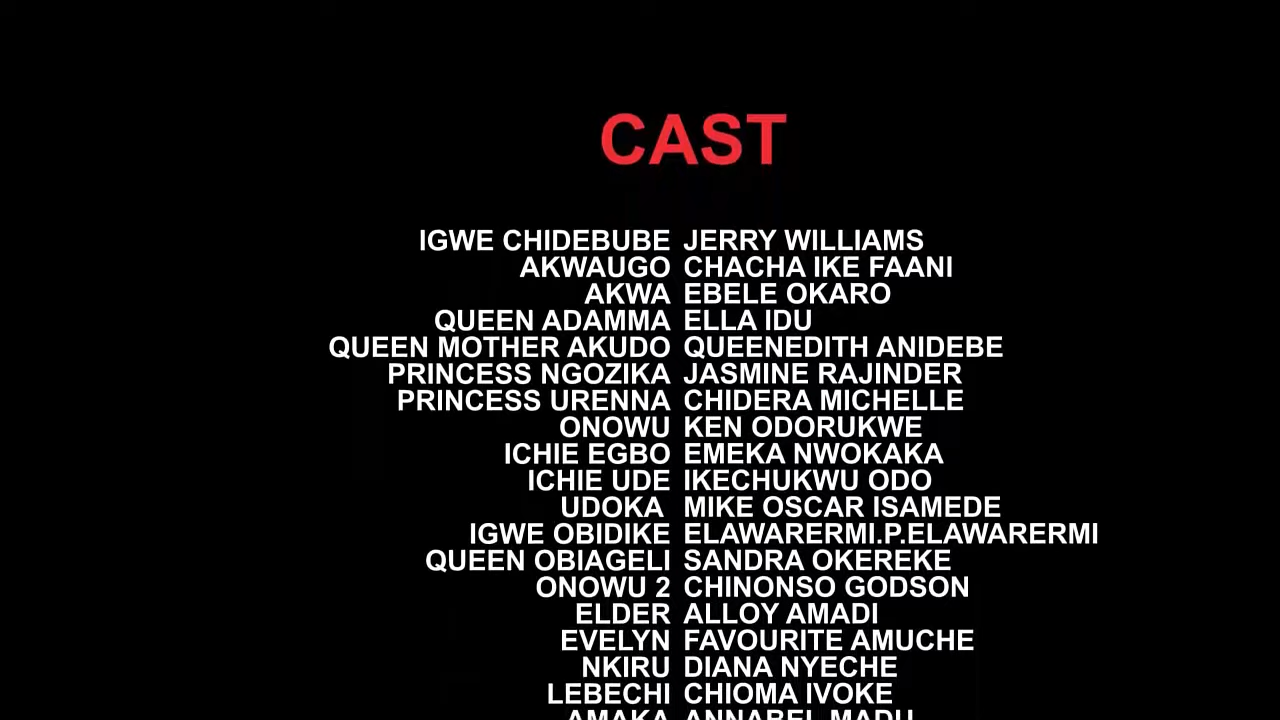 CAST
IGWE CHIDEBUBE JERRY WILLIAMS
AKWAUGO CHACHA IKE FAANI
AKWA EBELE OKARO
QUEEN ADAMMA ELLA IDU
QUEEN MOTHER AKUDO QUEENEDITH ANIDEBE
PRINCESS NGOZIKA JASMINE RAJINDER
PRINCESS URENNA CHIDERA MICHELLE
ONOWU KEN ODORUKWE
ICHIE EGBO EMEKA NWOKAKA
ICHIE UDE IKECHUKWU ODO
UDOKA MIKE OSCAR ISAMEDE
IGWE OBIDIKE ELAWARERMI.P.ELAWARERMI
QUEEN OBIAGELI SANDRA OKEREKE
ONOWU 2 CHINONSO GODSON
ELDER ALLOY AMADI
EVELYN FAVOURITE AMUCHE
NKIRU DIANA NYECHE
LEBECHI CHIOMA IVOKE
AMAKA ANNABEL MADU